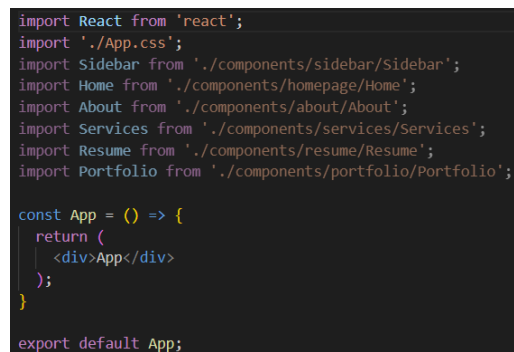 import React from 'react';
import './App.css';
import Sidebar from './components/sidebar/Sidebar';
import Home from './components/homepage/Home';
import About from './components/about/About';
import Services from './components/services/Services';
import Resume from './components/resume/Resume';
import Portfolio from './components/portfolio/Portfolio';

const App = () => {
  return (
    <div>App</div>
  );
}

export default App;